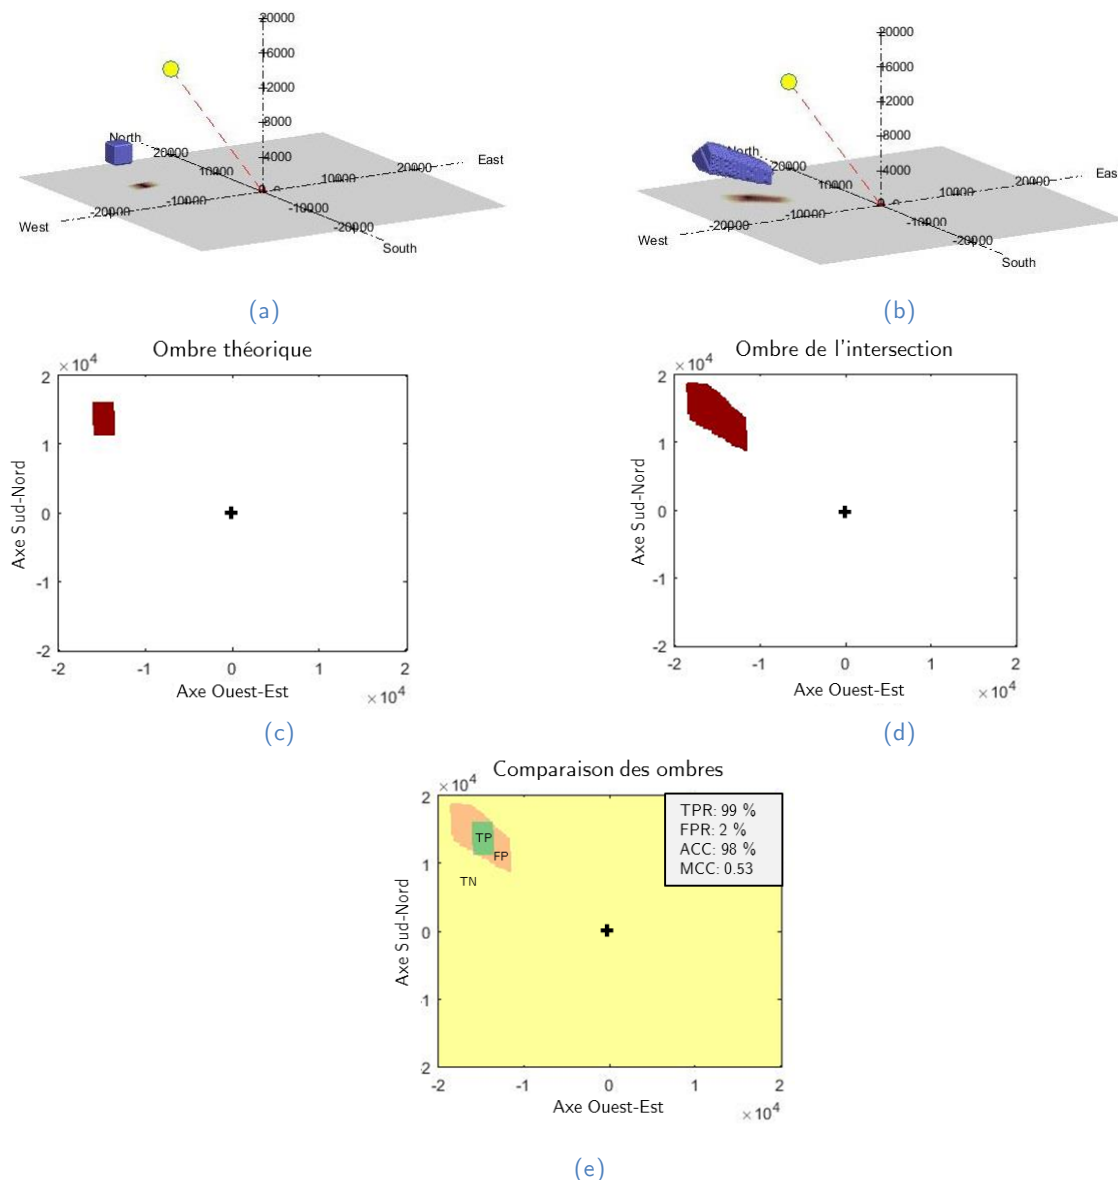 20000
16000
12000
8000
4000
0
North
20000
10000
20000
10000
East
-10000
-20000
West
-10000
-20000
South
(a)
20000
16000
12000
8000
4000
0
North
20000
10000
20000
10000
Eas
-10000
-20000
West
-10000
-20000
South
(b)
Ombre théorique
×10⁴
2
1
0
-1
-2
-2 -1 0 1 2
Axe Sud-Nord
Axe Ouest-Est
×10⁴
(c)
Ombre de l'intersection
×10⁴
2
1
0
-1
-2
-2 -1 0 1 2
Axe Sud-Nord
Axe Ouest-Est
×10⁴
(d)
Comparaison des ombres
×10⁴
TPR: 99 %
FPR: 2 %
ACC: 98 %
MCC: 0.53
TP
FP
TN
2
1
0
-1
-2
-2 -1 0 1 2
Axe Sud-Nord
Axe Ouest-Est
×10⁴
(e)